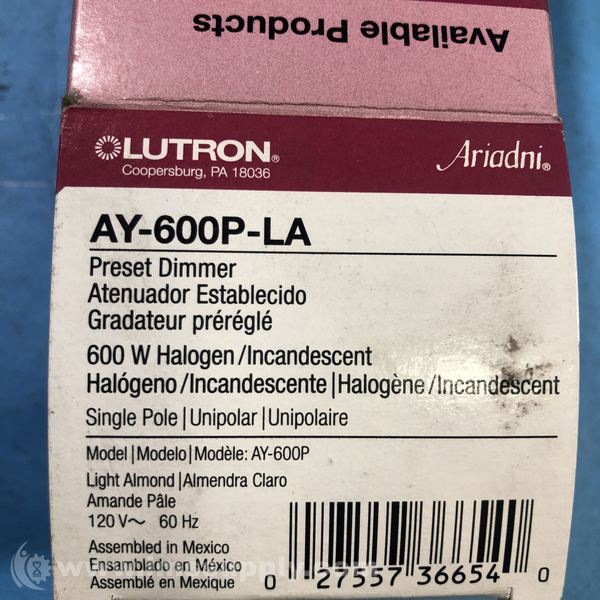 Available Products
LUTRON®
Coopersburg, PA 18036
Ariadni®
AY-600P-LA
Preset Dimmer
Atenuador Establecido
Gradateur préréglé
600 W Halogen/Incandescent
Halógeno/Incandescente|Halogène/Incandescent
Single Pole|Unipolar|Unipolaire
Model|Modelo|Modèle: AY-600P
Light Almond|Almendra Claro
Amande Pâle
120 V~ 60 Hz
Assembled in Mexico
Ensamblado en México
Assemblé en Mexique
0 27557 36654 0